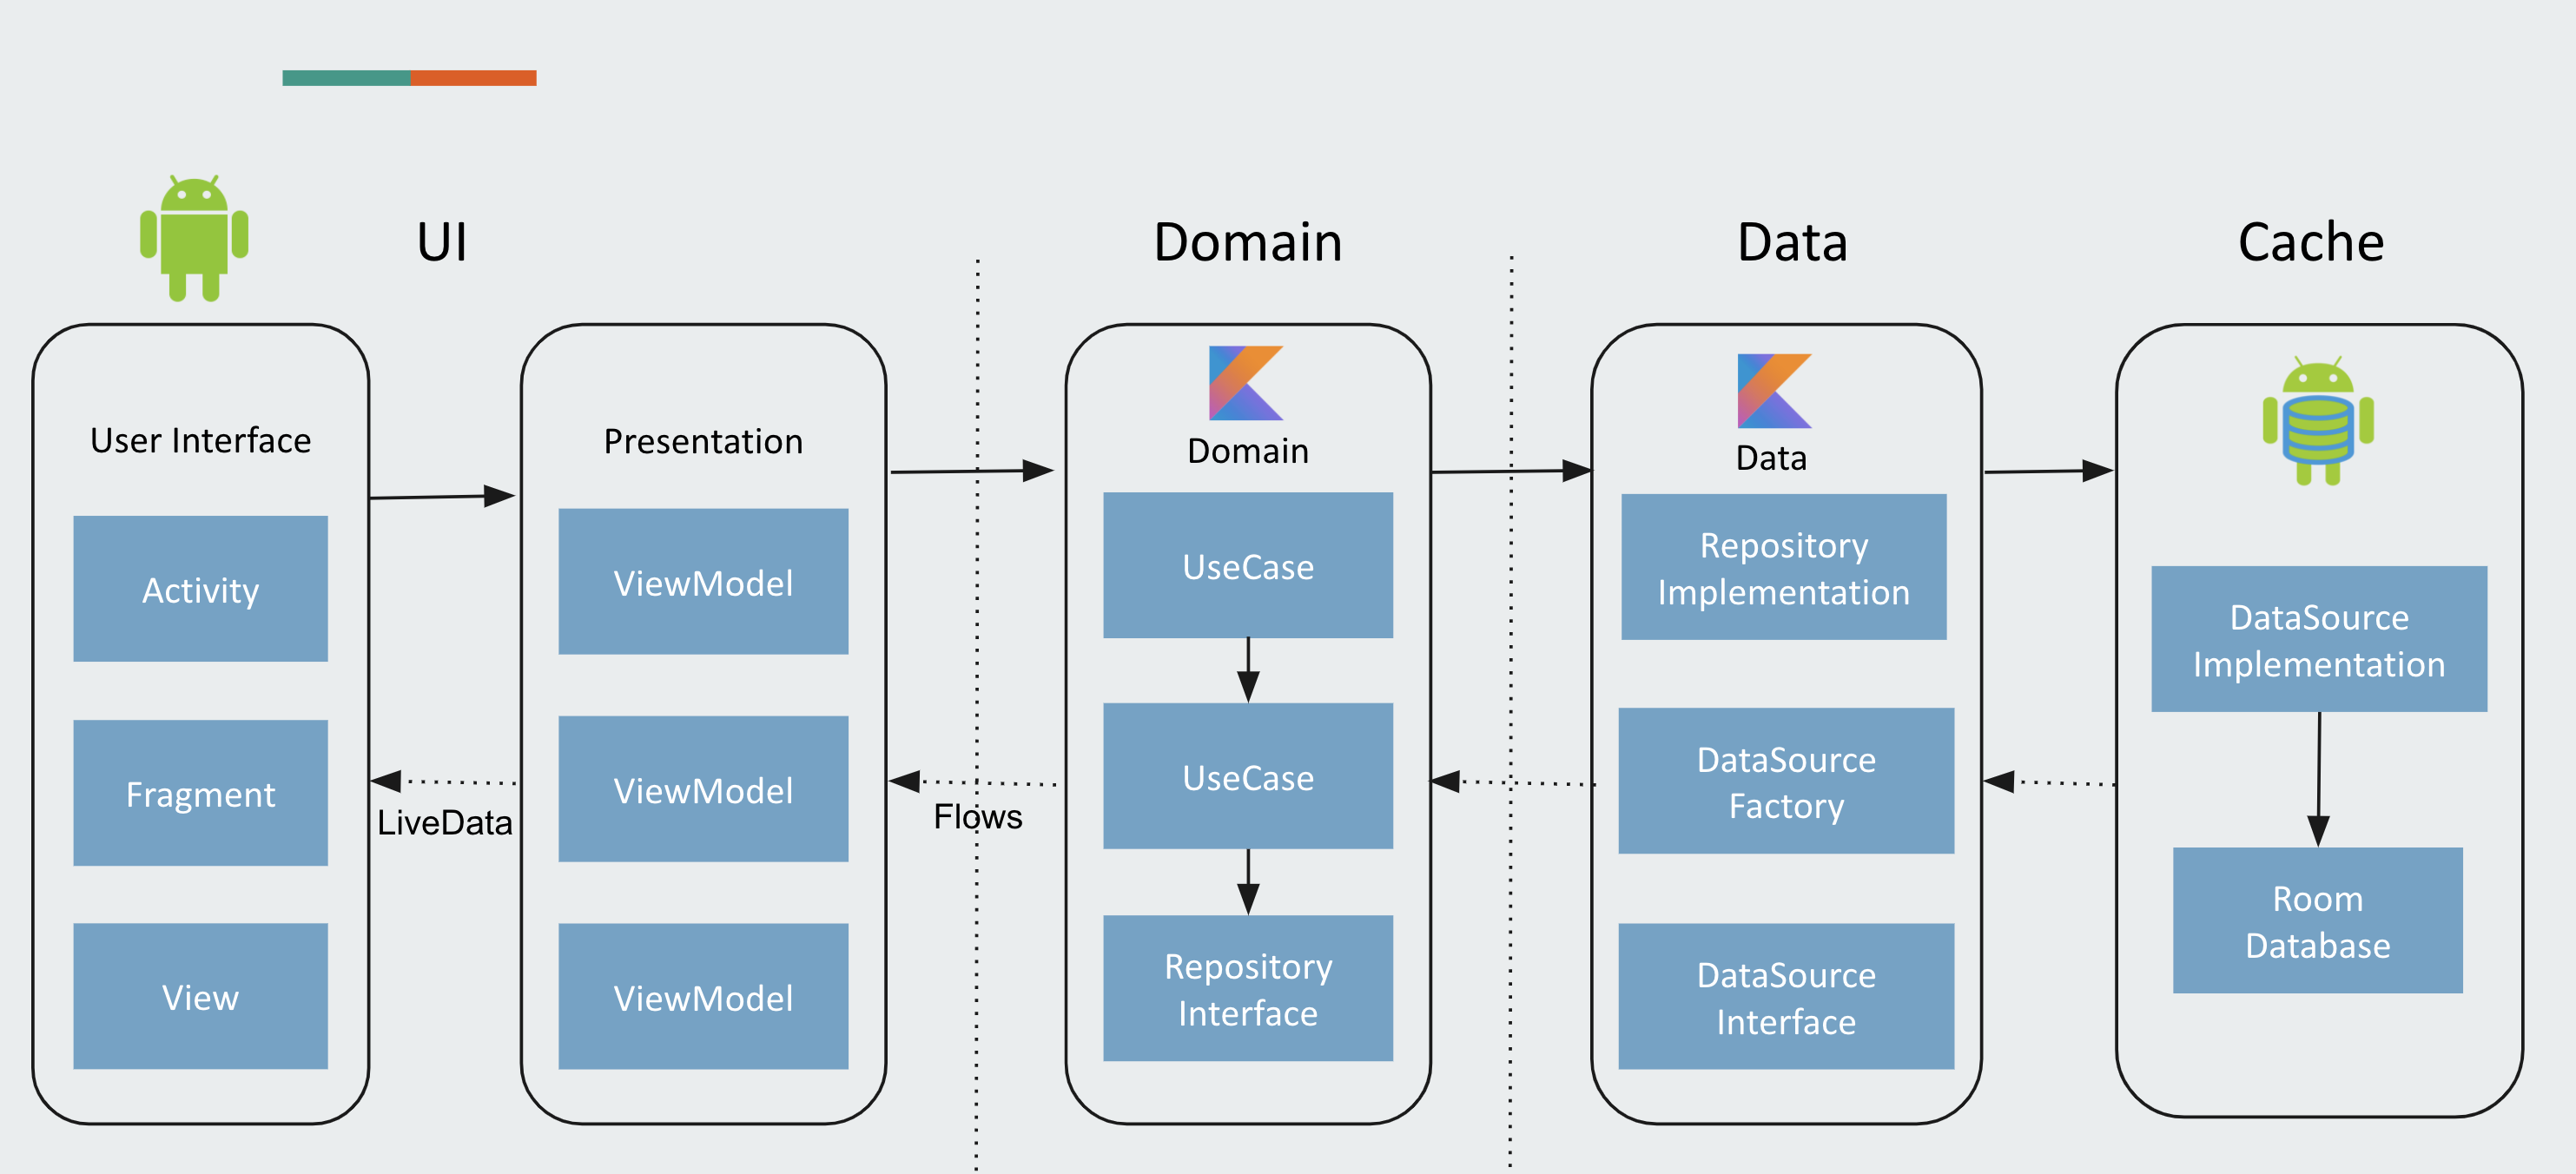 UI
Domain
Data
Cache
User Interface
Activity
Fragment
View
LiveData
Presentation
ViewModel
ViewModel
ViewModel
Flows
Domain
UseCase
UseCase
Repository
Interface
Data
Repository
Implementation
DataSource
Factory
DataSource
Interface
DataSource
Implementation
Room
Database